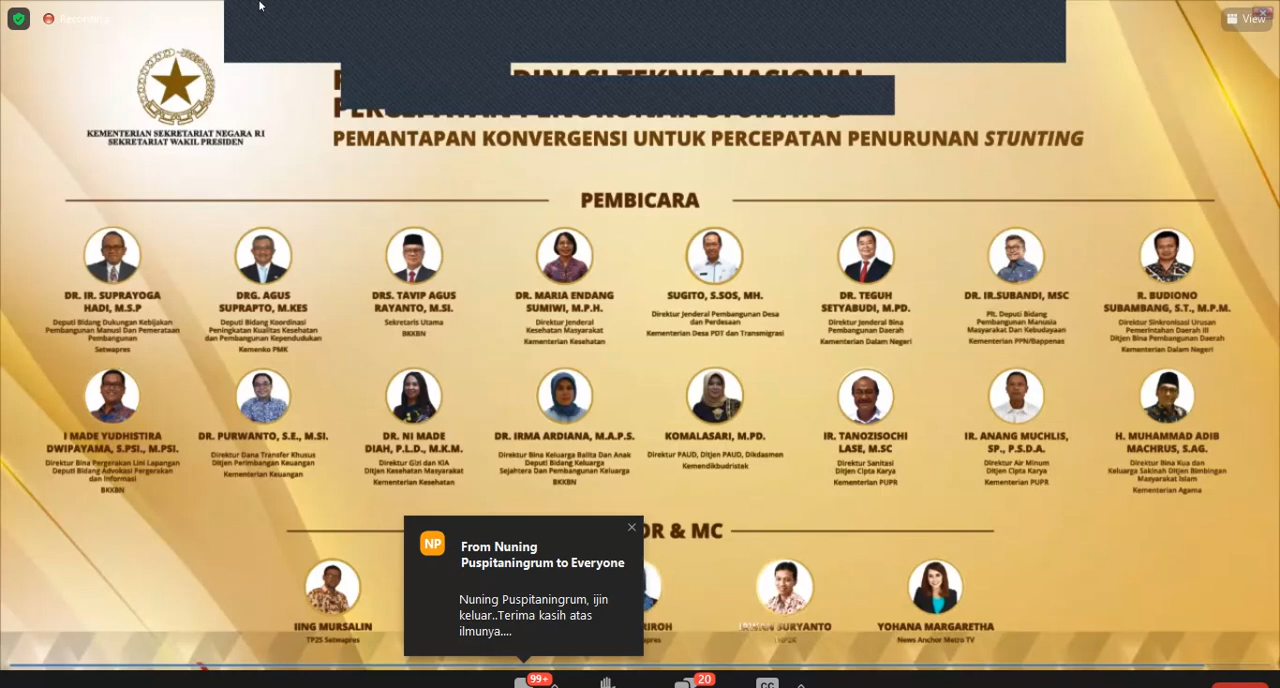 Recording
View
DINASI TEKNIS NASIONAL
PERCEPATAN PENURUNAN STUNTING
KEMENTERIAN SEKRETARIAT NEGARA RI
SEKRETARIAT WAKIL PRESIDEN
PEMANTAPAN KONVERGENSI UNTUK PERCEPATAN PENURUNAN STUNTING
PEMBICARA
DR. IR. SUPRAYOGA
HADI, M.S.P
Deputi Bidang Dukungan Kebijakan
Pembangunan Manusi Dan Pemerataan
Pembangunan
Setwapres
DRG. AGUS
SUPRAPTO, M.KES
Deputi Bidang Koordinasi
Peningkatan Kualitas Kesehatan
dan Pembangunan Kependudukan
Kemenko PMK
DRS. TAVIP AGUS
RAYANTO, M.SI.
Sekretaris Utama
BKKBN
DR. MARIA ENDANG
SUMIWI, M.P.H.
Direktur Jenderal
Kesehatan Masyarakat
Kementerian Kesehatan
SUGITO, S.SOS, MH.
Direktur Jenderal Pembangunan Desa
dan Perdesaan
Kementerian Desa PDT dan Transmigrasi
DR. TEGUH
SETYABUDI, M.PD.
Direktur Jenderal Bina
Pembangunan Daerah
Kementerian Dalam Negeri
DR. IR.SUBANDI, MSC
Plt. Deputi Bidang
Pembangunan Manusia
Masyarakat Dan Kebudayaan
Kementerian PPN/Bappenas
R. BUDIONO
SUBAMBANG, S.T., M.P.M.
Direktur Sinkronisasi Urusan
Pemerintahan Daerah III
Ditjen Bina Pembangunan Daerah
Kementerian Dalam Negeri
I MADE YUDHISTIRA
DWIPAYAMA, S.PSI., M.PSI.
Direktur Bina Pergerakan Lini Lapangan
Deputi Bidang Advokasi Pergerakan
dan Informasi
BKKBN
DR. PURWANTO, S.E., M.SI.
Direktur Dana Transfer Khusus
Ditjen Perimbangan Keuangan
Kementerian Keuangan
DR. NI MADE
DIAH, P.L.D., M.K.M.
Direktur Gizi dan KIA
Ditjen Kesehatan Masyarakat
Kementerian Kesehatan
DR. IRMA ARDIANA, M.A.P.S.
Direktur Bina Keluarga Balita Dan Anak
Deputi Bidang Keluarga
Sejahtera Dan Pembangunan Keluarga
BKKBN
KOMALASARI, M.PD.
Direktur PAUD, Ditjen PAUD, Dikdasmen
Kemendikbudristek
IR. TANOZISOCHI
LASE, M.SC
Direktur Sanitasi
Ditjen Cipta Karya
Kementerian PUPR
IR. ANANG MUCHLIS,
SP., P.S.D.A.
Direktur Air Minum
Ditjen Cipta Karya
Kementerian PUPR
H. MUHAMMAD ADIB
MACHRUS, S.AG.
Direktur Bina Kua dan
Keluarga Sakinah Ditjen Bimbingan
Masyarakat Islam
Kementerian Agama
OR & MC
NP
From Nuning
Puspitaningrum to Everyone
Nuning Puspitaningrum, ijin
keluar..Terima kasih atas
ilmunya....
IING MURSALIN
TP2S Setwapres
RIROH
apres
IRWAN SURYANTO
YOHANA MARGARETHA
News Anchor Metro TV
99+
20
CC